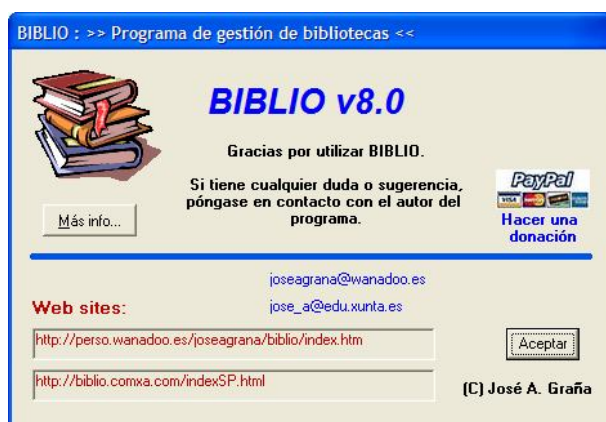 BIBLIO : >> Programa de gestión de bibliotecas <<
BIBLIO v8.0
Gracias por utilizar BIBLIO.
Si tiene cualquier duda o sugerencia,
póngase en contacto con el autor del
programa.
Más info...
PayPal
VISA
Hacer una
donación
joseagrana@wanadoo.es
Web sites:
jose_a@edu.xunta.es
http://perso.wanadoo.es/joseagrana/biblio/index.htm
Aceptar
http://biblio.comxa.com/indexSP.html
(C) José A. Graña